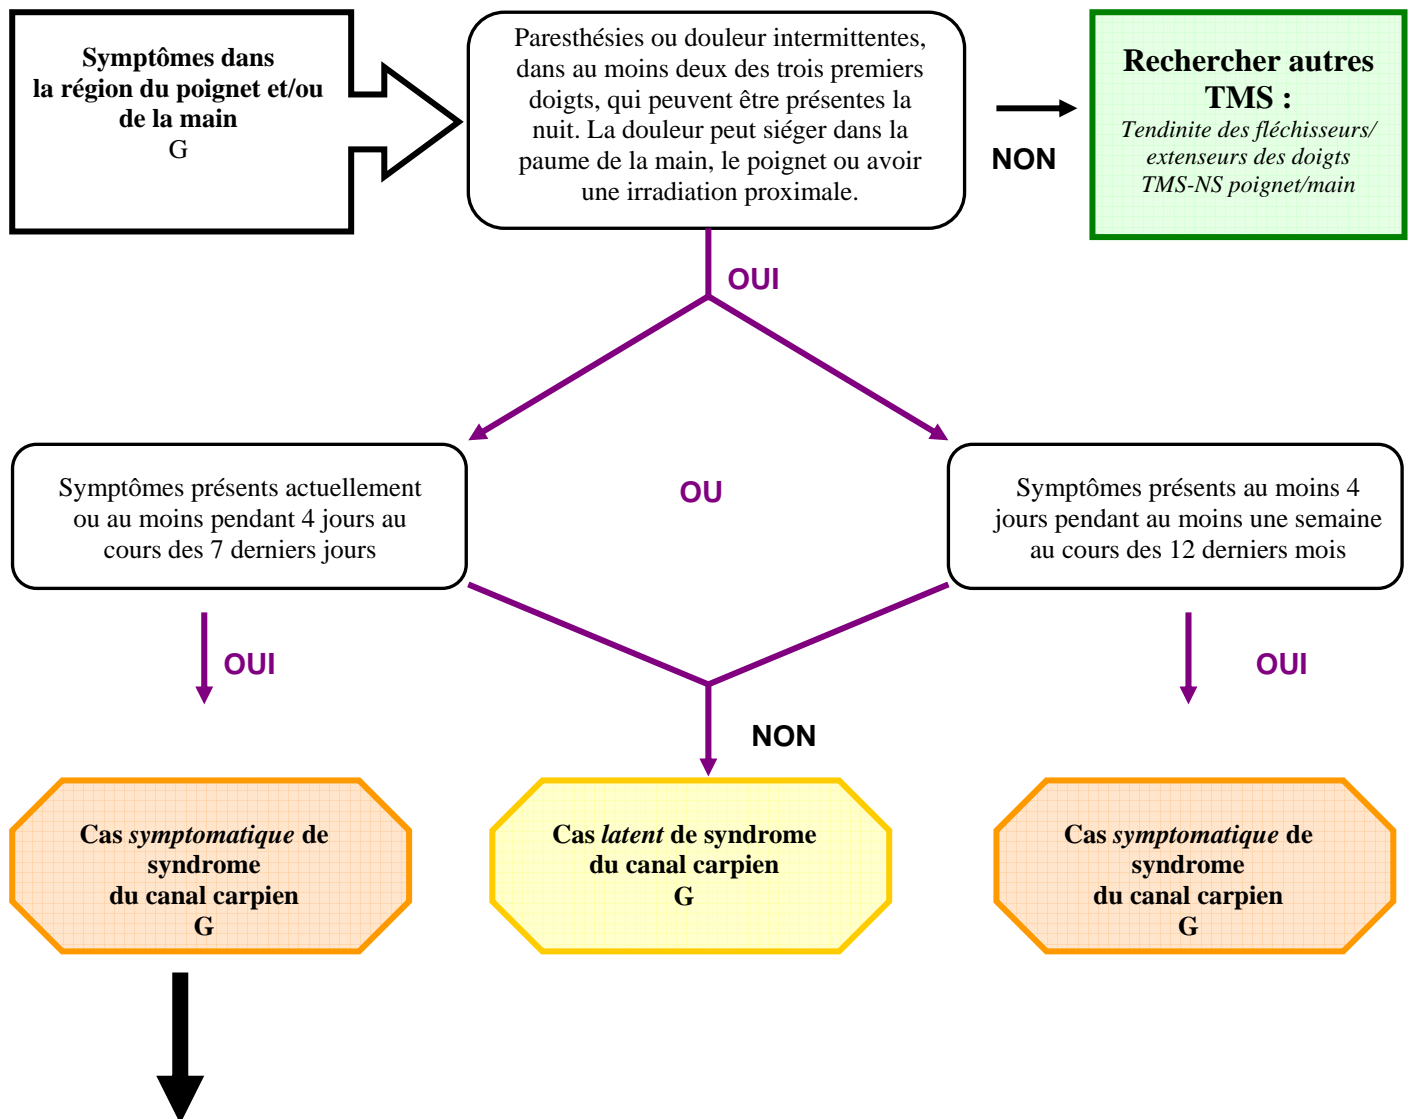 Symptômes dans
la région du poignet et/ou
de la main
G
Paresthésies ou douleur intermittentes,
dans au moins deux des trois premiers
doigts, qui peuvent être présentes la
nuit. La douleur peut siéger dans la
paume de la main, le poignet ou avoir
une irradiation proximale.
NON
Rechercher autres
TMS :
Tendinite des fléchisseurs/
extenseurs des doigts
TMS-NS poignet/main
OUI
Symptômes présents actuellement
ou au moins pendant 4 jours au
cours des 7 derniers jours
OU
Symptômes présents au moins 4
jours pendant au moins une semaine
au cours des 12 derniers mois
OUI
NON
OUI
Cas symptomatique de
syndrome
du canal carpien
G
Cas latent de syndrome
du canal carpien
G
Cas symptomatique de
syndrome
du canal carpien
G